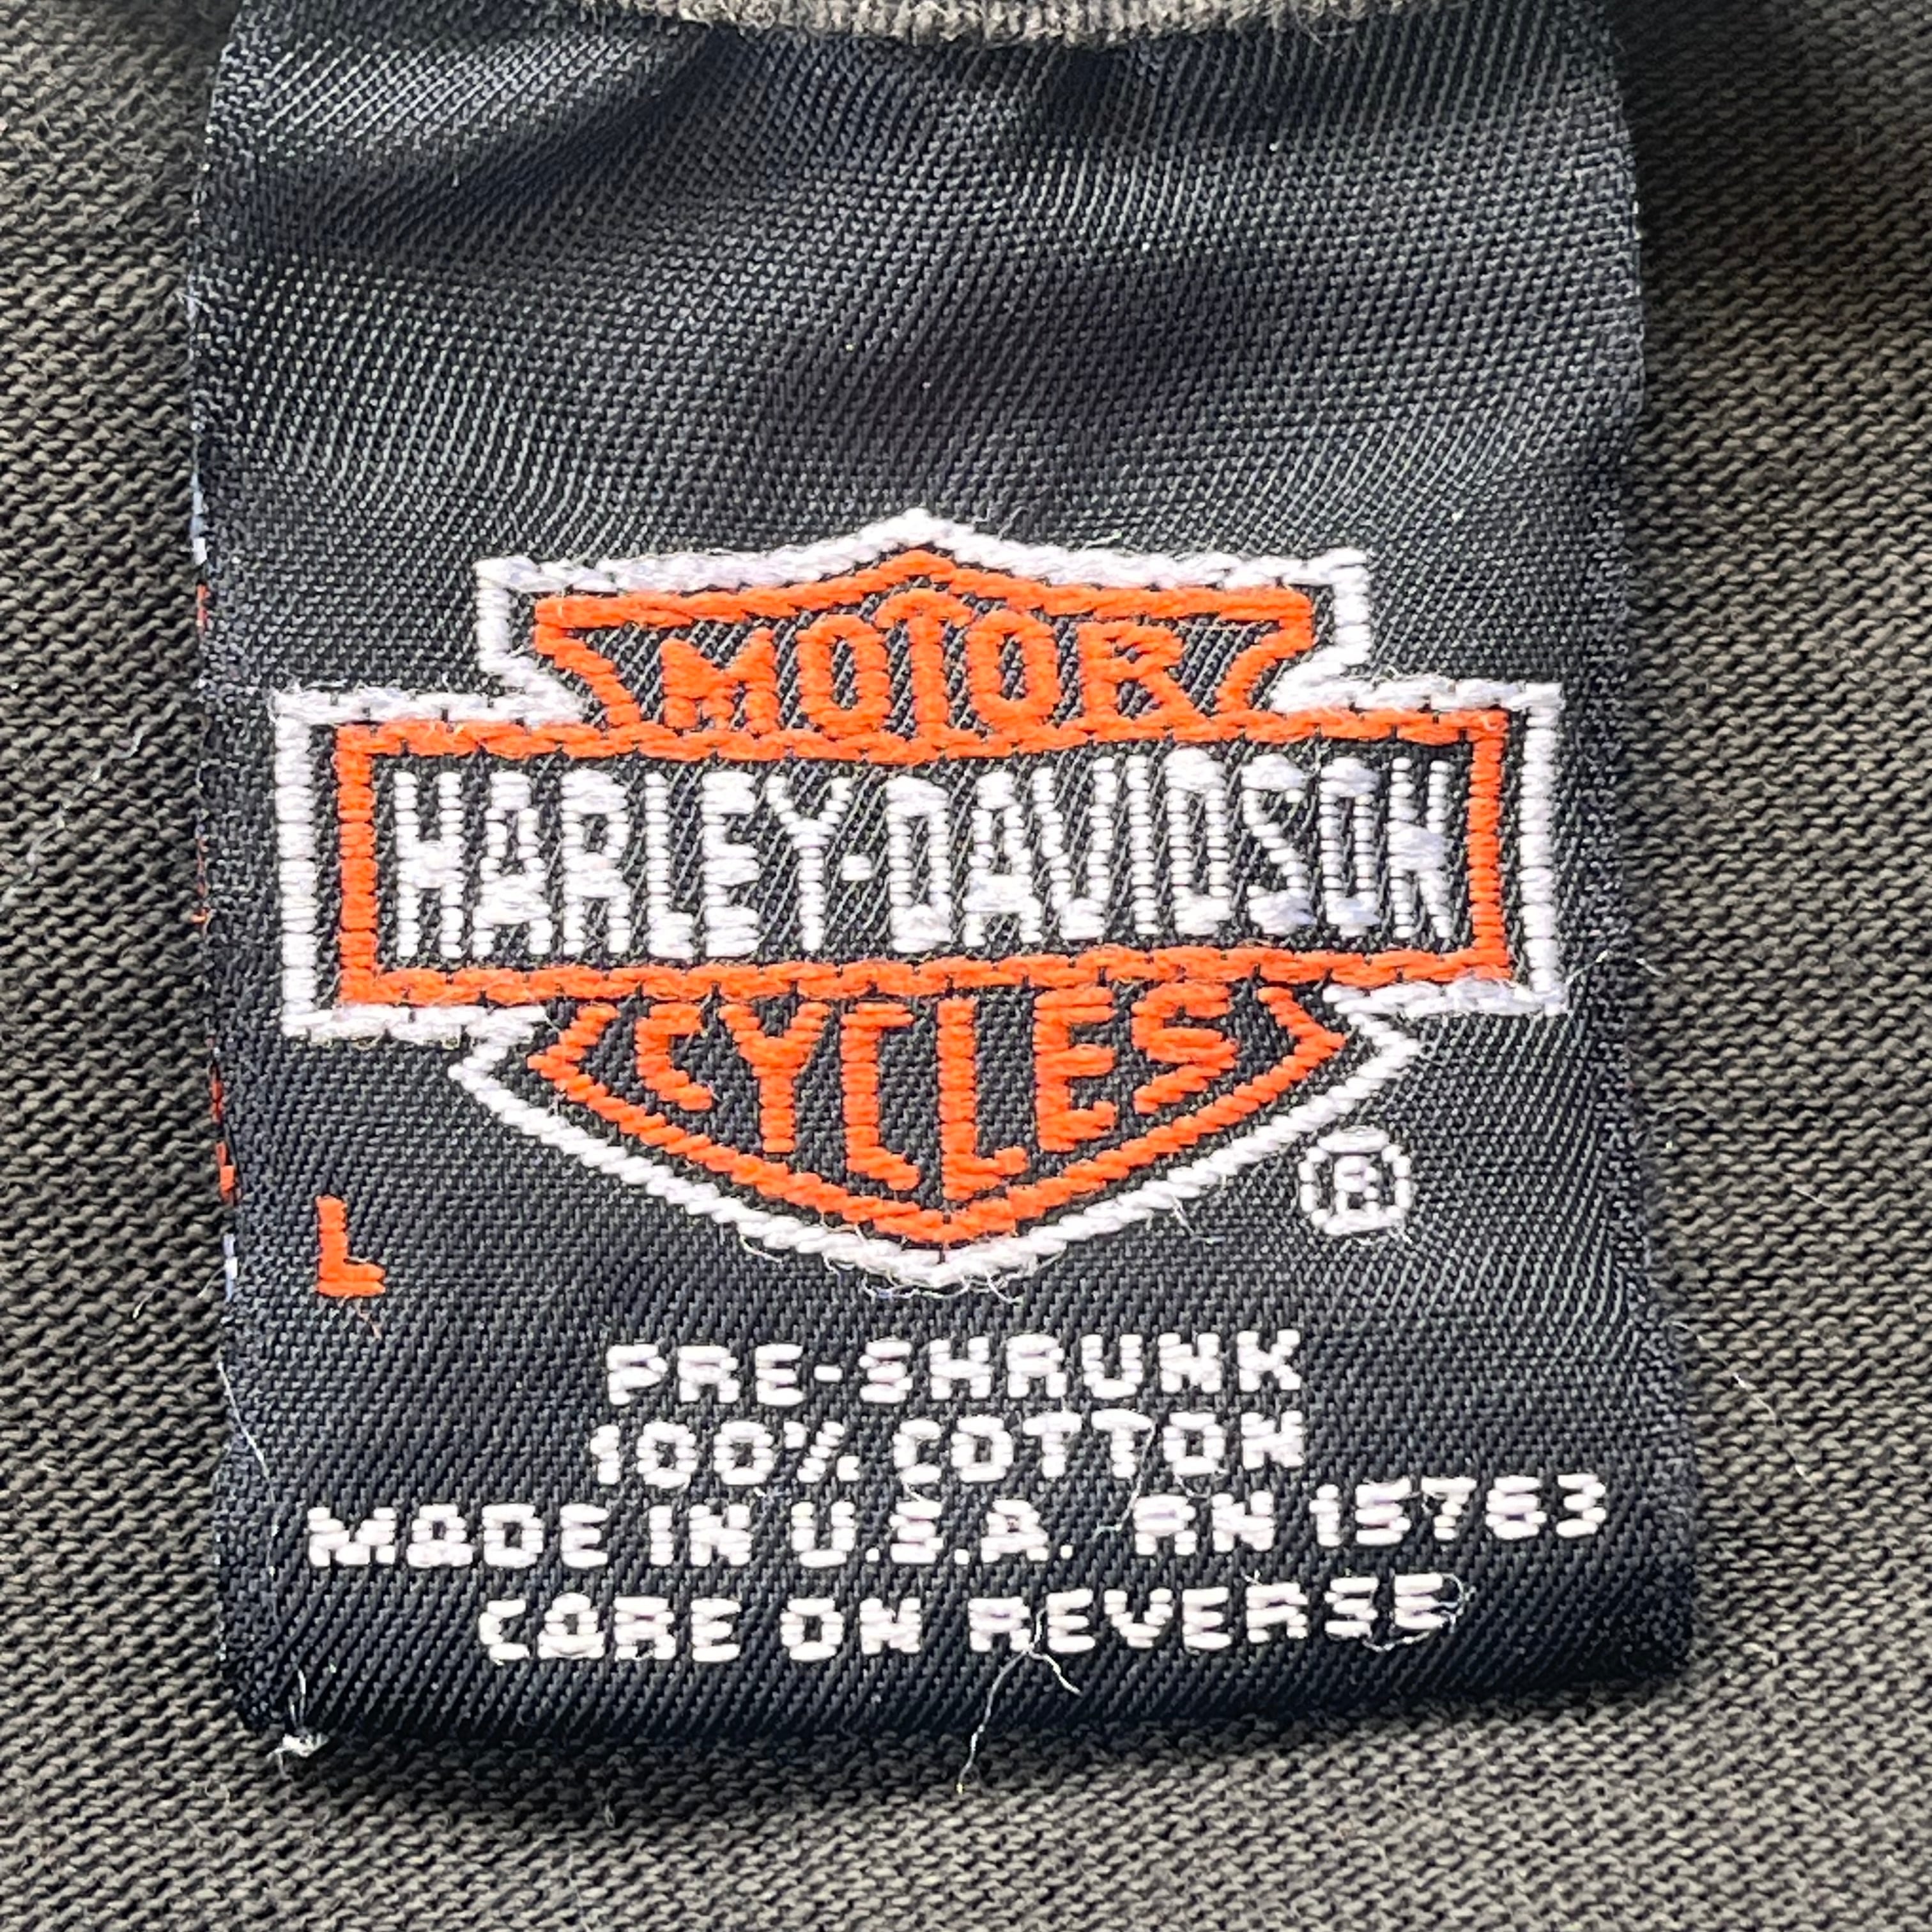 MOTOR
HARLEY-DAVIDSON
CYCLES
®
L
PRE-SHRUNK
100% COTTON
MADE IN U.S.A. RN 15763
CARE ON REVERSE